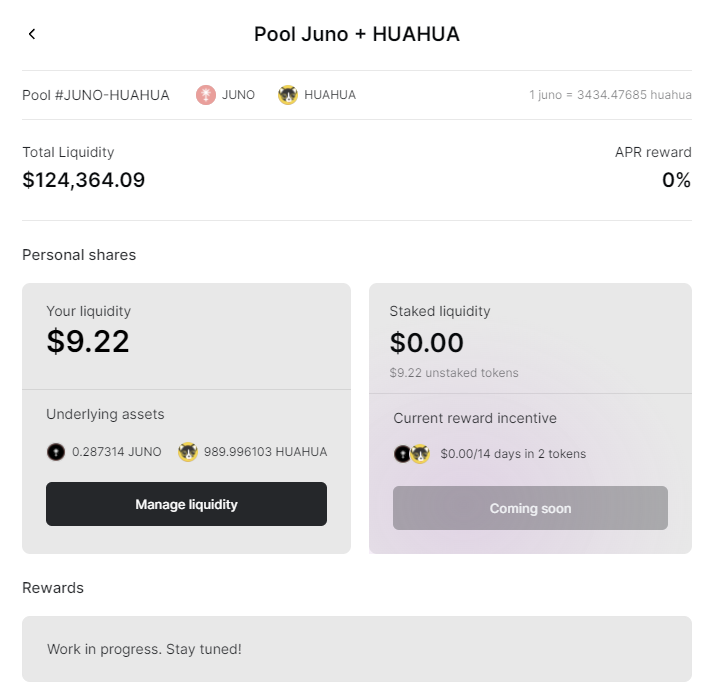 Pool Juno + HUAHUA
Pool #JUNO-HUAHUA JUNO HUAHUA 1 juno = 3434.47685 huahua
Total Liquidity
$124,364.09
APR reward
0%
Personal shares
Your liquidity
$9.22
Underlying assets
0.287314 JUNO 989.996103 HUAHUA
Manage liquidity
Staked liquidity
$0.00
$9.22 unstaked tokens
Current reward incentive
$0.00/14 days in 2 tokens
Coming soon
Rewards
Work in progress. Stay tuned!